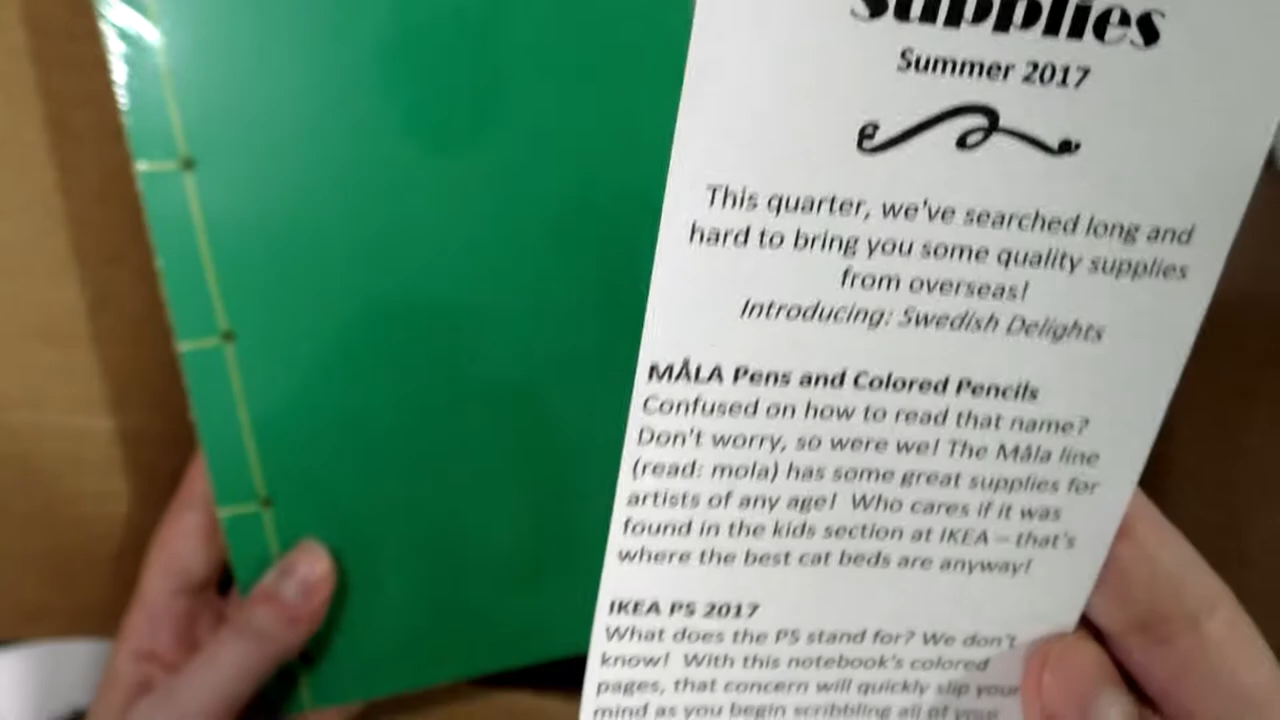 supplies
Summer 2017
This quarter, we've searched long and
hard to bring you some quality supplies
from overseas!
Introducing: Swedish Delights
MÅLA Pens and Colored Pencils
Confused on how to read that name?
Don't worry, so were we! The Måla line
(read: mola) has some great supplies for
artists of any age! Who cares if it was
found in the kids section at IKEA – that's
where the best cat beds are anyway!
IKEA PS 2017
What does the PS stand for? We don't
know! With this notebook's colored
pages, that concern will quickly slip your
mind as you begin scribbling all of your